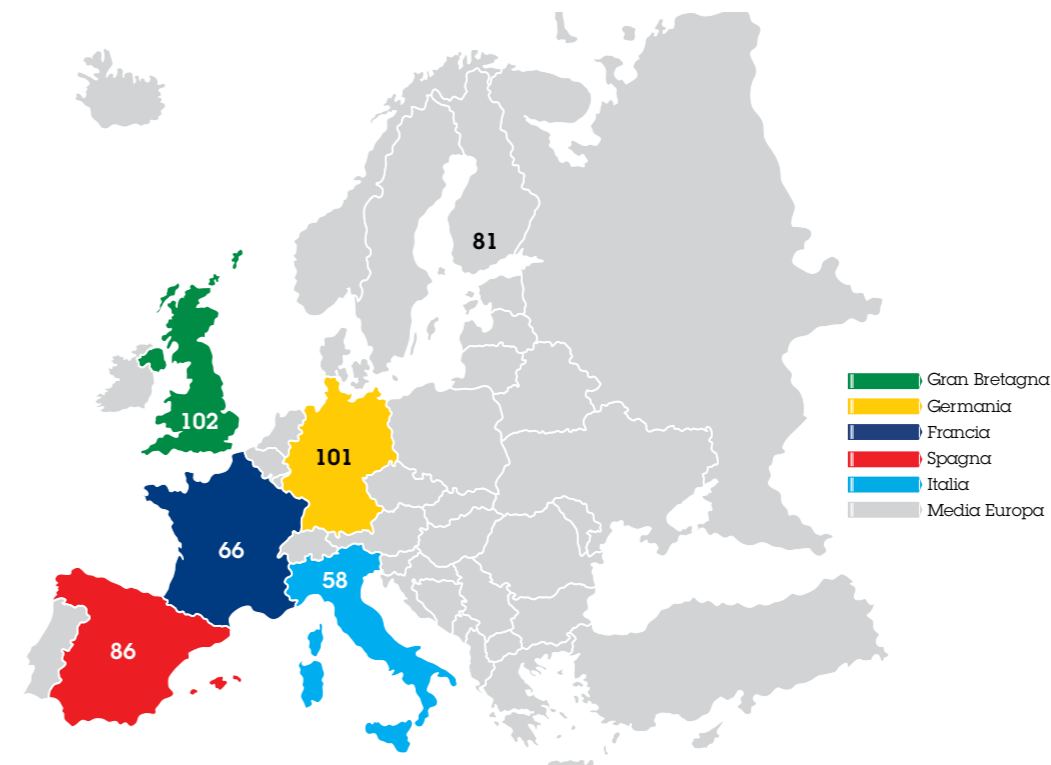 81
102
101
66
58
86
Gran Bretagna
Germania
Francia
Spagna
Italia
Media Europa